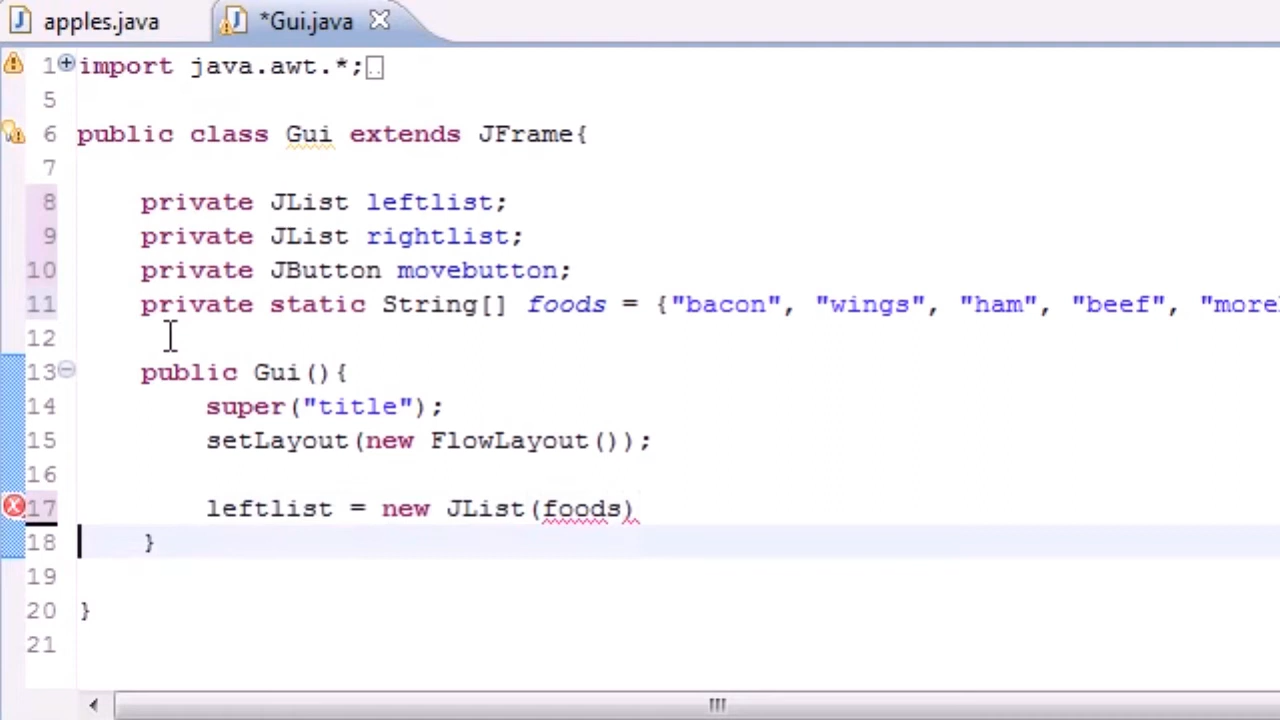 apples.java *Gui.java
1 import java.awt.*;
5
6 public class Gui extends JFrame{
7
8 private JList leftlist;
9 private JList rightlist;
10 private JButton movebutton;
11 private static String[] foods = {"bacon", "wings", "ham", "beef", "more
12
13 public Gui(){
14 super("title");
15 setLayout(new FlowLayout());
16
17 leftlist = new JList(foods)
18 }
19
20 }
21